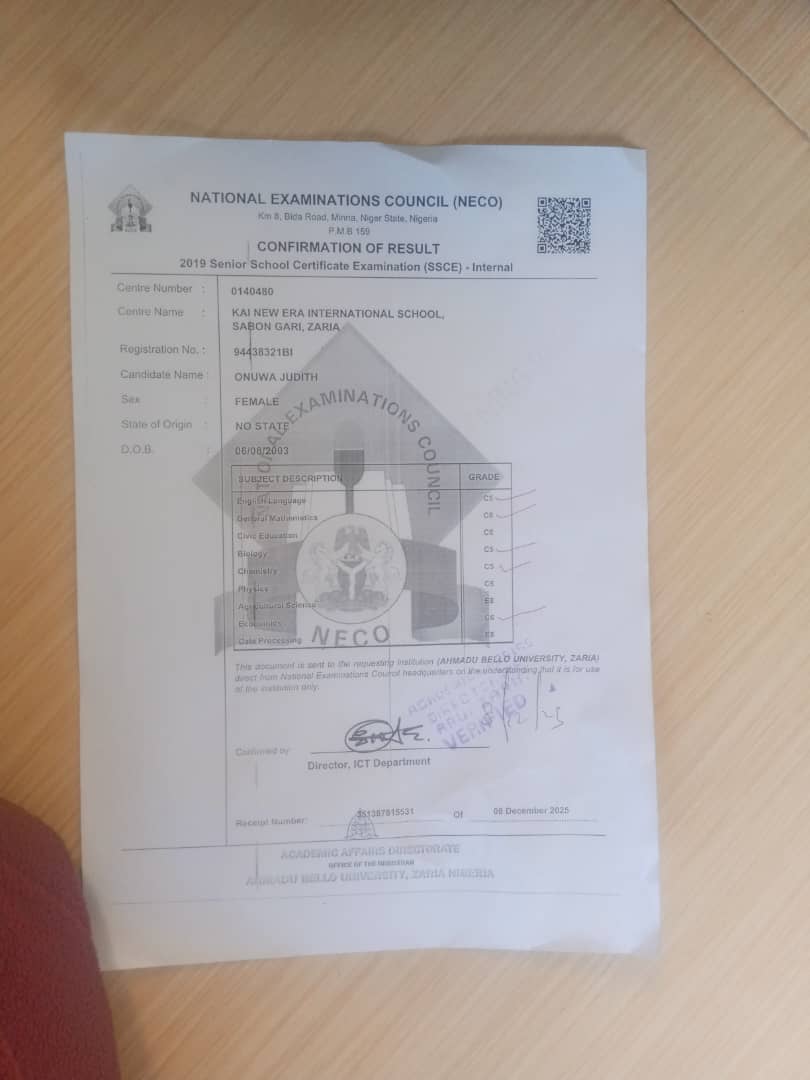 NATIONAL EXAMINATIONS COUNCIL (NECO)
Km 8, Bida Road, Minna, Niger State, Nigeria
P.M.B 159
CONFIRMATION OF RESULT
2019 Senior School Certificate Examination (SSCE) - Internal
Centre Number : 0140480
Centre Name : KAI NEW ERA INTERNATIONAL SCHOOL,
SABON GARI, ZARIA
Registration No. : 94438321BI
Candidate Name : ONUWA JUDITH
Sex : FEMALE
State of Origin : NO STATE
D.O.B. : 06/08/2003
NATIONAL EXAMINATIONS COUNCIL
SUBJECT DESCRIPTION GRADE
English Language C5
General Mathematics
Civic Education
Biology C5
Chemistry C5
Physics
Agricultural Science E8
Economics C6
Data Processing E8
NECO
This document is sent to the requesting Institution (AHMADU BELLO UNIVERSITY, ZARIA)
direct from National Examinations Council headquarters on the understanding that it is for use
of the institution only.
VERIFIED
Confirmed by:
Director, ICT Department
Receipt Number: 351387815531 Of 08 December 2025
ACADEMIC AFFAIRS DIRECTORATE
OFFICE OF THE REGISTRAR
AHMADU BELLO UNIVERSITY, ZARIA NIGERIA